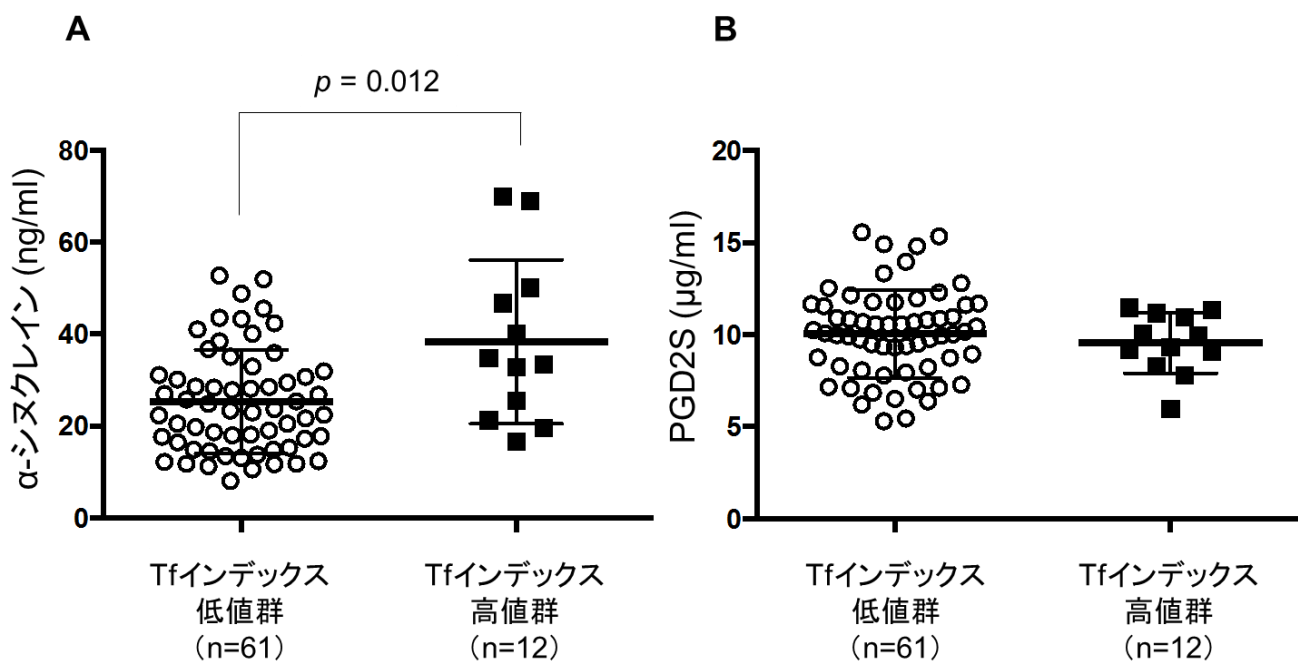 A
p = 0.012
α-シヌクレイン (ng/ml)
80
60
40
20
0
Tfインデックス
低値群
（n=61)
Tfインデックス
高値群
（n=12)
B
PGD2S (μg/ml)
20
15
10
5
0
Tfインデックス
低値群
（n=61)
Tfインデックス
高値群
（n=12)